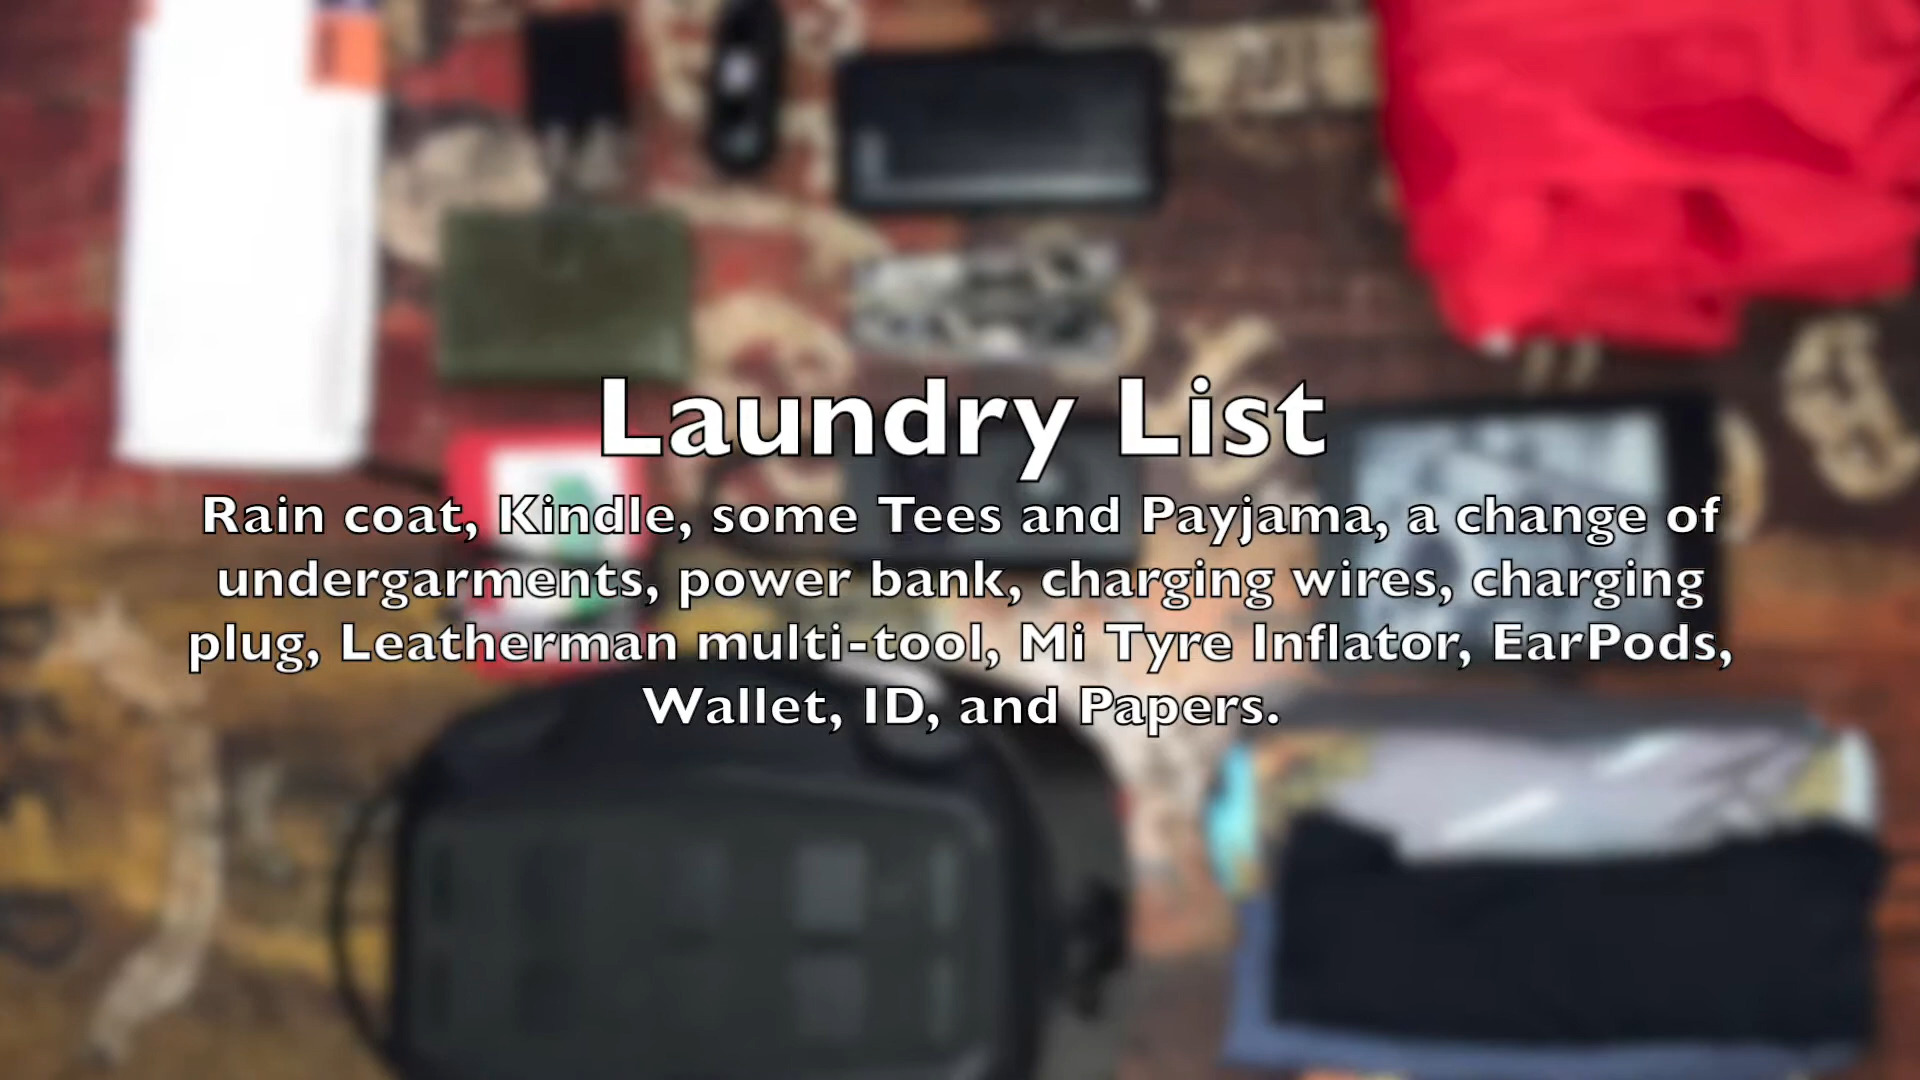 Laundry List
Rain coat, Kindle, some Tees and Payjama, a change of
undergarments, power bank, charging wires, charging
plug, Leatherman multi-tool, Mi Tyre Inflator, EarPods,
Wallet, ID, and Papers.